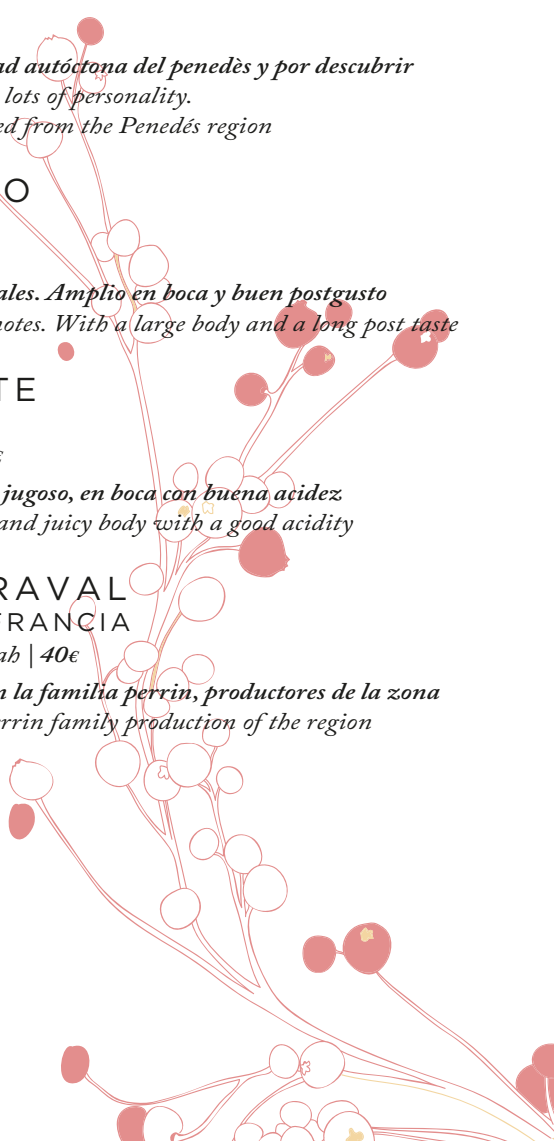 ad autóctona del penedès y por descubrir
lots of personality.
ed from the Penedés region
O
ales. Amplio en boca y buen postgusto
notes. With a large body and a long post taste
TE
€
jugoso, en boca con buena acidez
and juicy body with a good acidity
RAVAL
FRANCIA
ah | 40€
n la familia perrin, productores de la zona
errin family production of the region